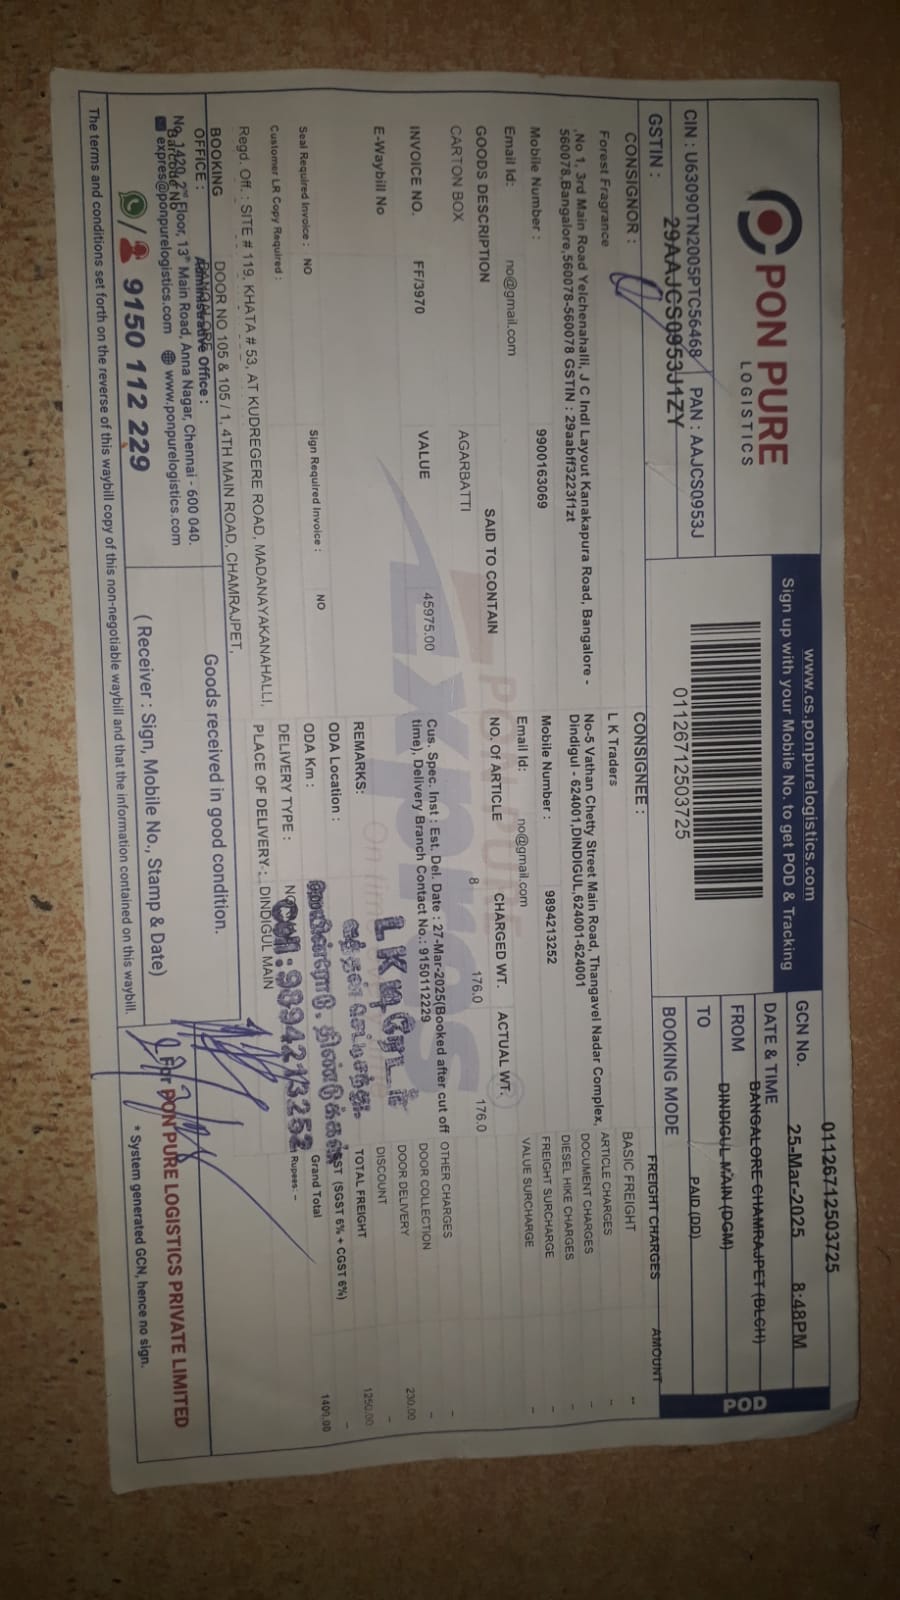 PON PURE
LOGISTICS
CIN : U63090TN2005PTC56468 PAN : AAJCS0953J
GSTIN : 29AAJCS0953J1ZY
www.cs.ponpurelogistics.com
Sign up with your Mobile No. to get POD & Tracking
01126712503725
01126712503725
GCN No. 25-Mar-2025 8:48PM
DATE & TIME
FROM BANGALORE CHAMRAJPET (BLCH)
TO DINDIGUL MAIN (DGM)
BOOKING MODE PAID (DD)
POD
CONSIGNOR :
Forest Fragrance
,No 1, 3rd Main Road Yelchenahalli, J C Indl Layout Kanakapura Road, Bangalore -
560078,Bangalore,560078-560078 GSTIN : 29aabff3223f1zt
Mobile Number : 9900163069
Email Id: no@gmail.com
CONSIGNEE :
L K Traders
No-5 Vathan Chetty Street Main Road, Thangavel Nadar Complex,
Dindigul - 624001,DINDIGUL,624001-624001
Mobile Number : 9894213252
Email Id: no@gmail.com
GOODS DESCRIPTION SAID TO CONTAIN NO. Of ARTICLE CHARGED WT. ACTUAL WT.
CARTON BOX AGARBATTI 8 176.0 176.0
INVOICE NO. FF/3970 VALUE 45975.00
E-Waybill No
Cus. Spec. Inst : Est. Del. Date : 27-Mar-2025(Booked after cut off
time), Delivery Branch Contact No.: 9150112229
REMARKS:
ODA Location :
ODA Km :
DELIVERY TYPE :
PLACE OF DELIVERY : DINDIGUL MAIN
Seal Required Invoice : NO Sign Required Invoice : NO
Customer LR Copy Required :
FREIGHT CHARGES AMOUNT
BASIC FREIGHT -
ARTICLE CHARGES -
DOCUMENT CHARGES -
DIESEL HIKE CHARGES -
FREIGHT SURCHARGE -
VALUE SURCHARGE -
OTHER CHARGES -
DOOR COLLECTION -
DOOR DELIVERY 230.00
DISCOUNT -
TOTAL FREIGHT 1250.00
(SGST 6% + CGST 6%) -
Grand Total 1400.00
Rupees: -
Cell:9894213252
Regd. Off. : SITE # 119, KHATA # 53, AT KUDREGERE ROAD, MADANAYAKANAHALLI,
BOOKING OFFICE : DOOR NO 105 & 105 / 1, 4TH MAIN ROAD, CHAMRAJPET,
BANGALORE
Administrative Office :
No. 1420, 2nd Floor, 13th Main Road, Anna Nagar, Chennai - 600 040.
Barcode Nb
expres@ponpurelogistics.com www.ponpurelogistics.com
/ 9150 112 229
Goods received in good condition.
( Receiver : Sign, Mobile No., Stamp & Date)
For PON PURE LOGISTICS PRIVATE LIMITED
* System generated GCN, hence no sign.
The terms and conditions set forth on the reverse of this waybill copy of this non-negotiable waybill and that the information contained on this waybill.